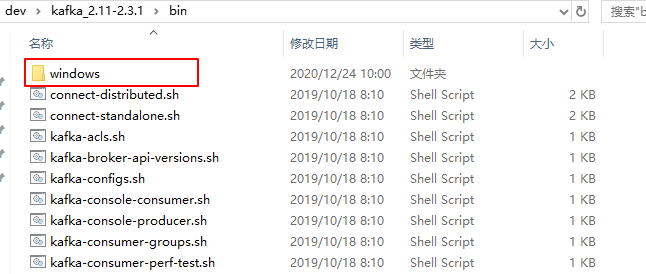 dev › kafka_2.11-2.3.1 › bin 搜索"b
名称 修改日期 类型 大小
windows 2020/12/24 10:00 文件夹
connect-distributed.sh 2019/10/18 8:10 Shell Script 2 KB
connect-standalone.sh 2019/10/18 8:10 Shell Script 2 KB
kafka-acls.sh 2019/10/18 8:10 Shell Script 1 KB
kafka-broker-api-versions.sh 2019/10/18 8:10 Shell Script 1 KB
kafka-configs.sh 2019/10/18 8:10 Shell Script 1 KB
kafka-console-consumer.sh 2019/10/18 8:10 Shell Script 1 KB
kafka-console-producer.sh 2019/10/18 8:10 Shell Script 1 KB
kafka-consumer-groups.sh 2019/10/18 8:10 Shell Script 1 KB
kafka-consumer-perf-test.sh 2019/10/18 8:10 Shell Script 1 KB